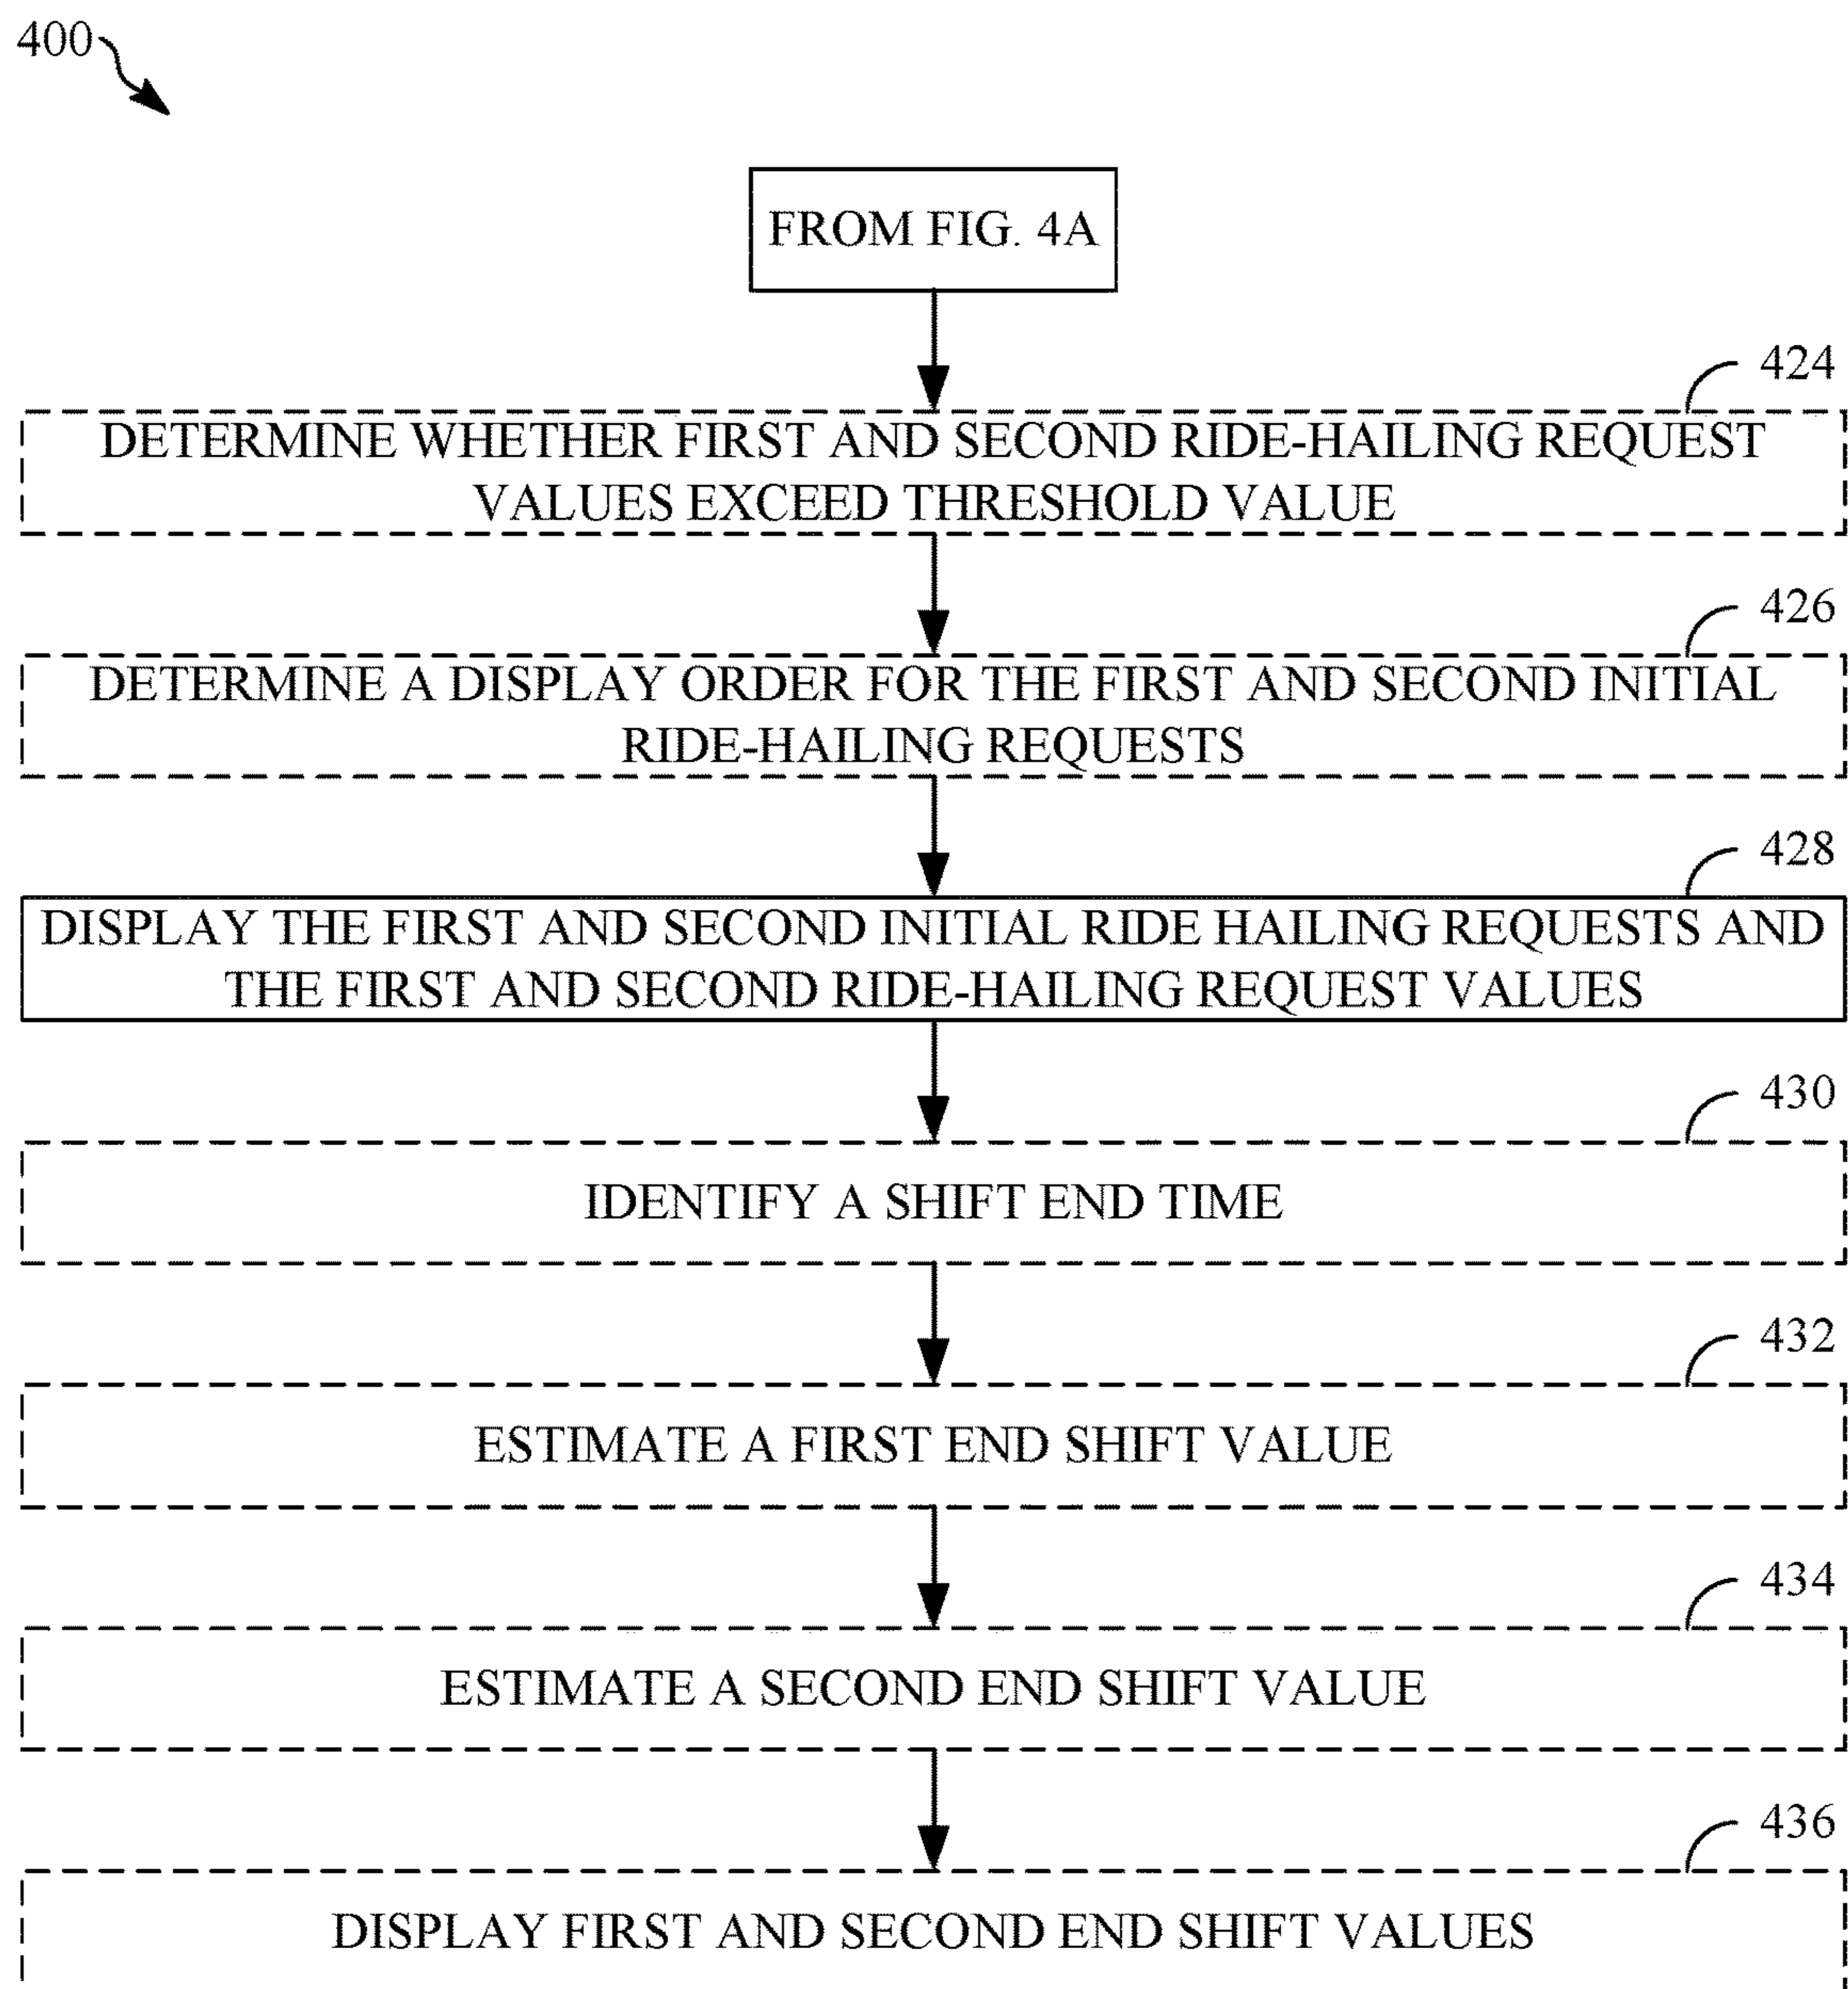 400
FROM FIG. 4A
424
DETERMINE WHETHER FIRST AND SECOND RIDE-HAILING REQUEST
VALUES EXCEED THRESHOLD VALUE
426
DETERMINE A DISPLAY ORDER FOR THE FIRST AND SECOND INITIAL
RIDE-HAILING REQUESTS
428
DISPLAY THE FIRST AND SECOND INITIAL RIDE HAILING REQUESTS AND
THE FIRST AND SECOND RIDE-HAILING REQUEST VALUES
430
IDENTIFY A SHIFT END TIME
432
ESTIMATE A FIRST END SHIFT VALUE
434
ESTIMATE A SECOND END SHIFT VALUE
436
DISPLAY FIRST AND SECOND END SHIFT VALUES